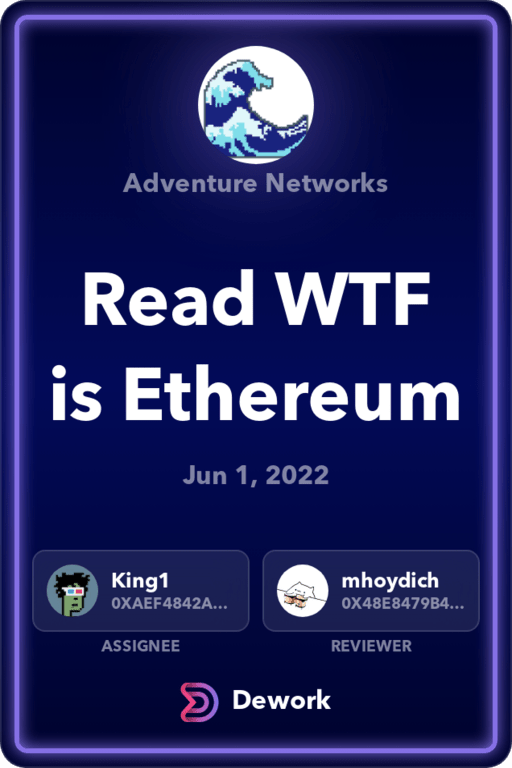 Adventure Networks
Read WTF
is Ethereum
Jun 1, 2022
King1
0XAEF4842A...
ASSIGNEE
mhoydich
0X48E8479B4...
REVIEWER
Dework